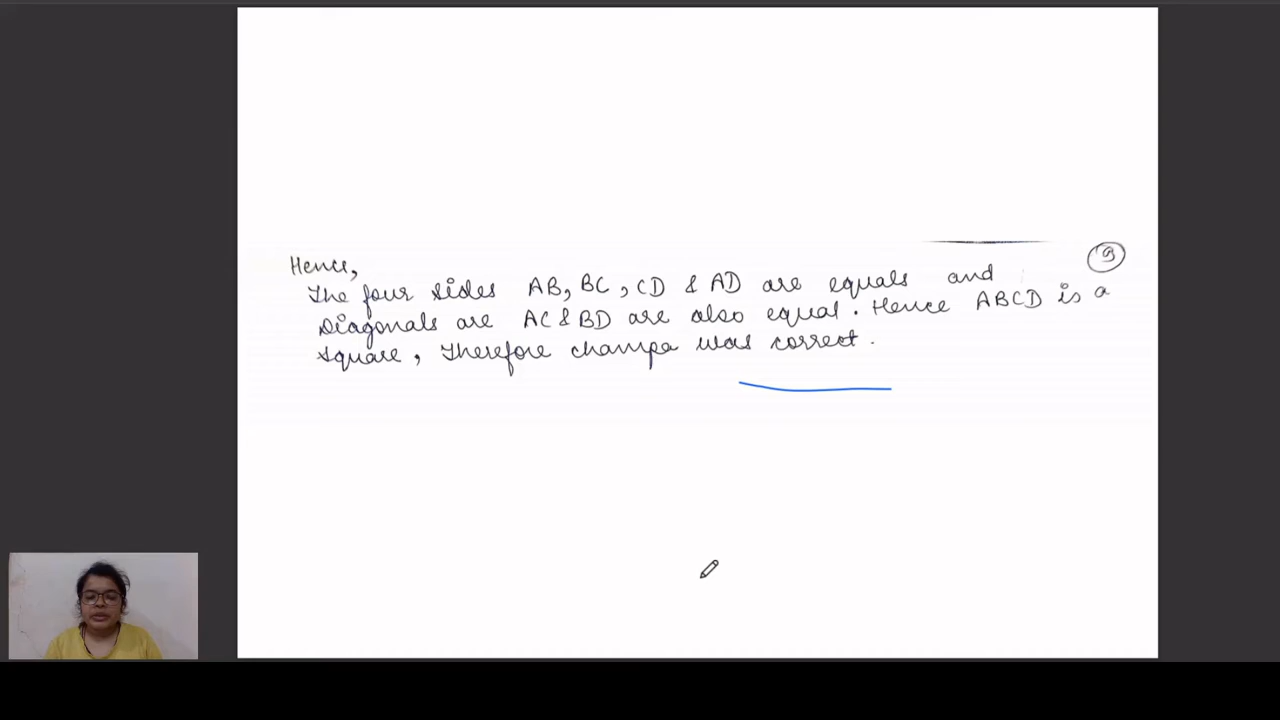 9
Hence,
The four sides AB, BC, CD & AD are equals and
Diagonals are AC & BD are also equal. Hence ABCD is a
square, Therefore champa was correct.